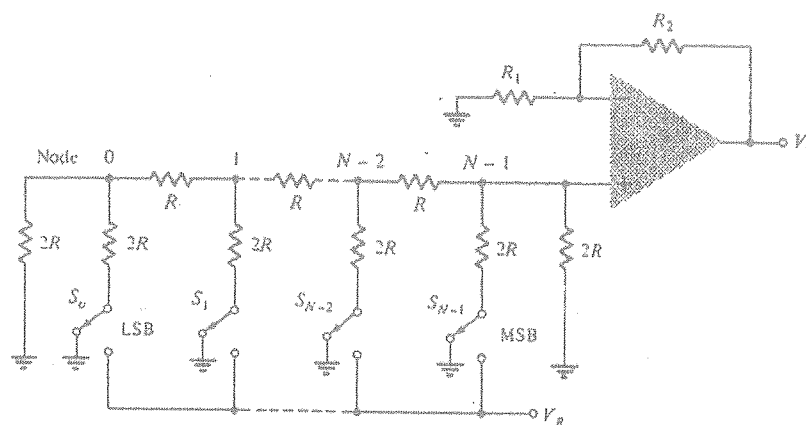 R₂
R₁
V
Node 0 1 N−2 N−1
R R R
2R 2R 2R 2R 2R 2R
S₀ LSB S₁ S_{N−2} S_{N−1} MSB
V_R